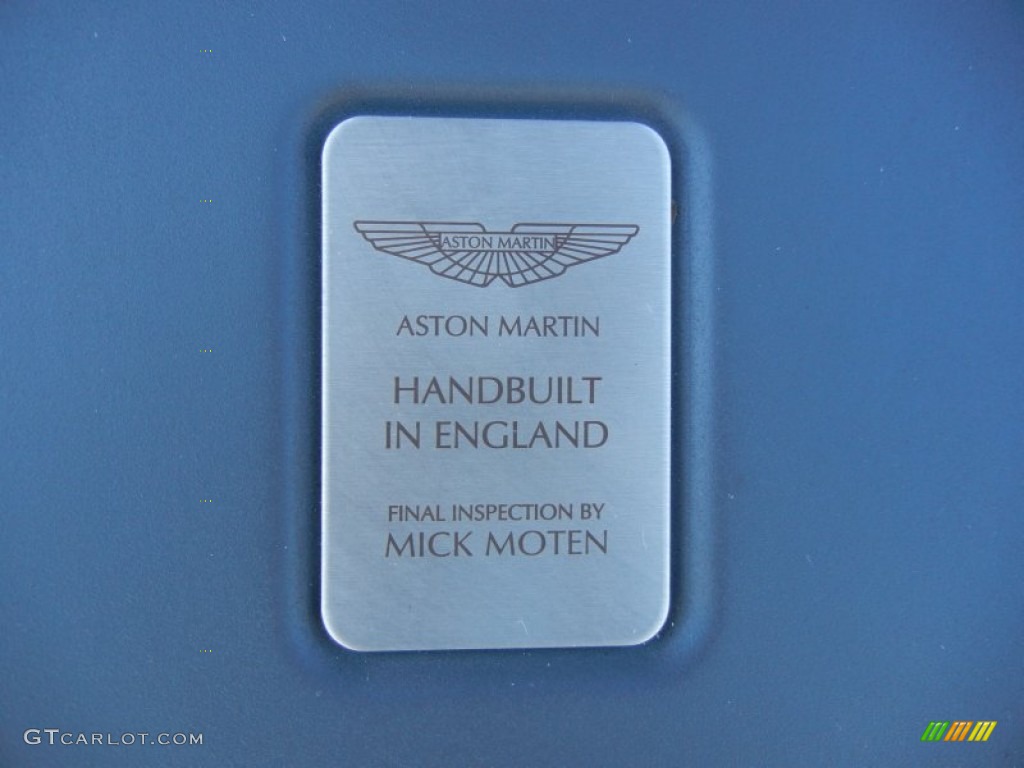 ASTON MARTIN
ASTON MARTIN
HANDBUILT
IN ENGLAND
FINAL INSPECTION BY
MICK MOTEN
GTCARLOT.COM